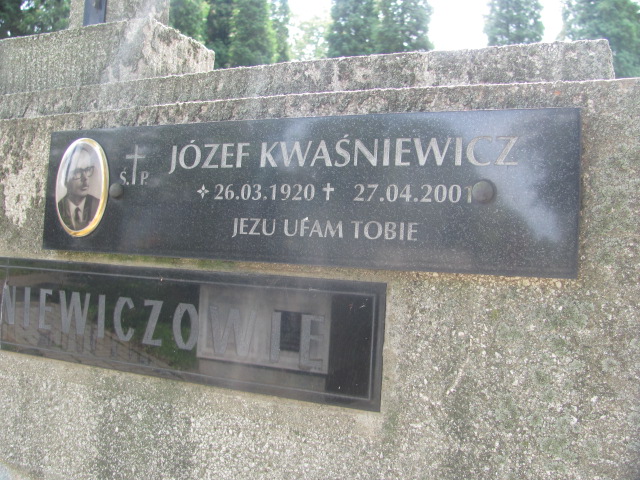 Ś. P.
JÓZEF KWAŚNIEWICZ
26.03.1920 27.04.2001
JEZU UFAM TOBIE
NIEWICZOWIE